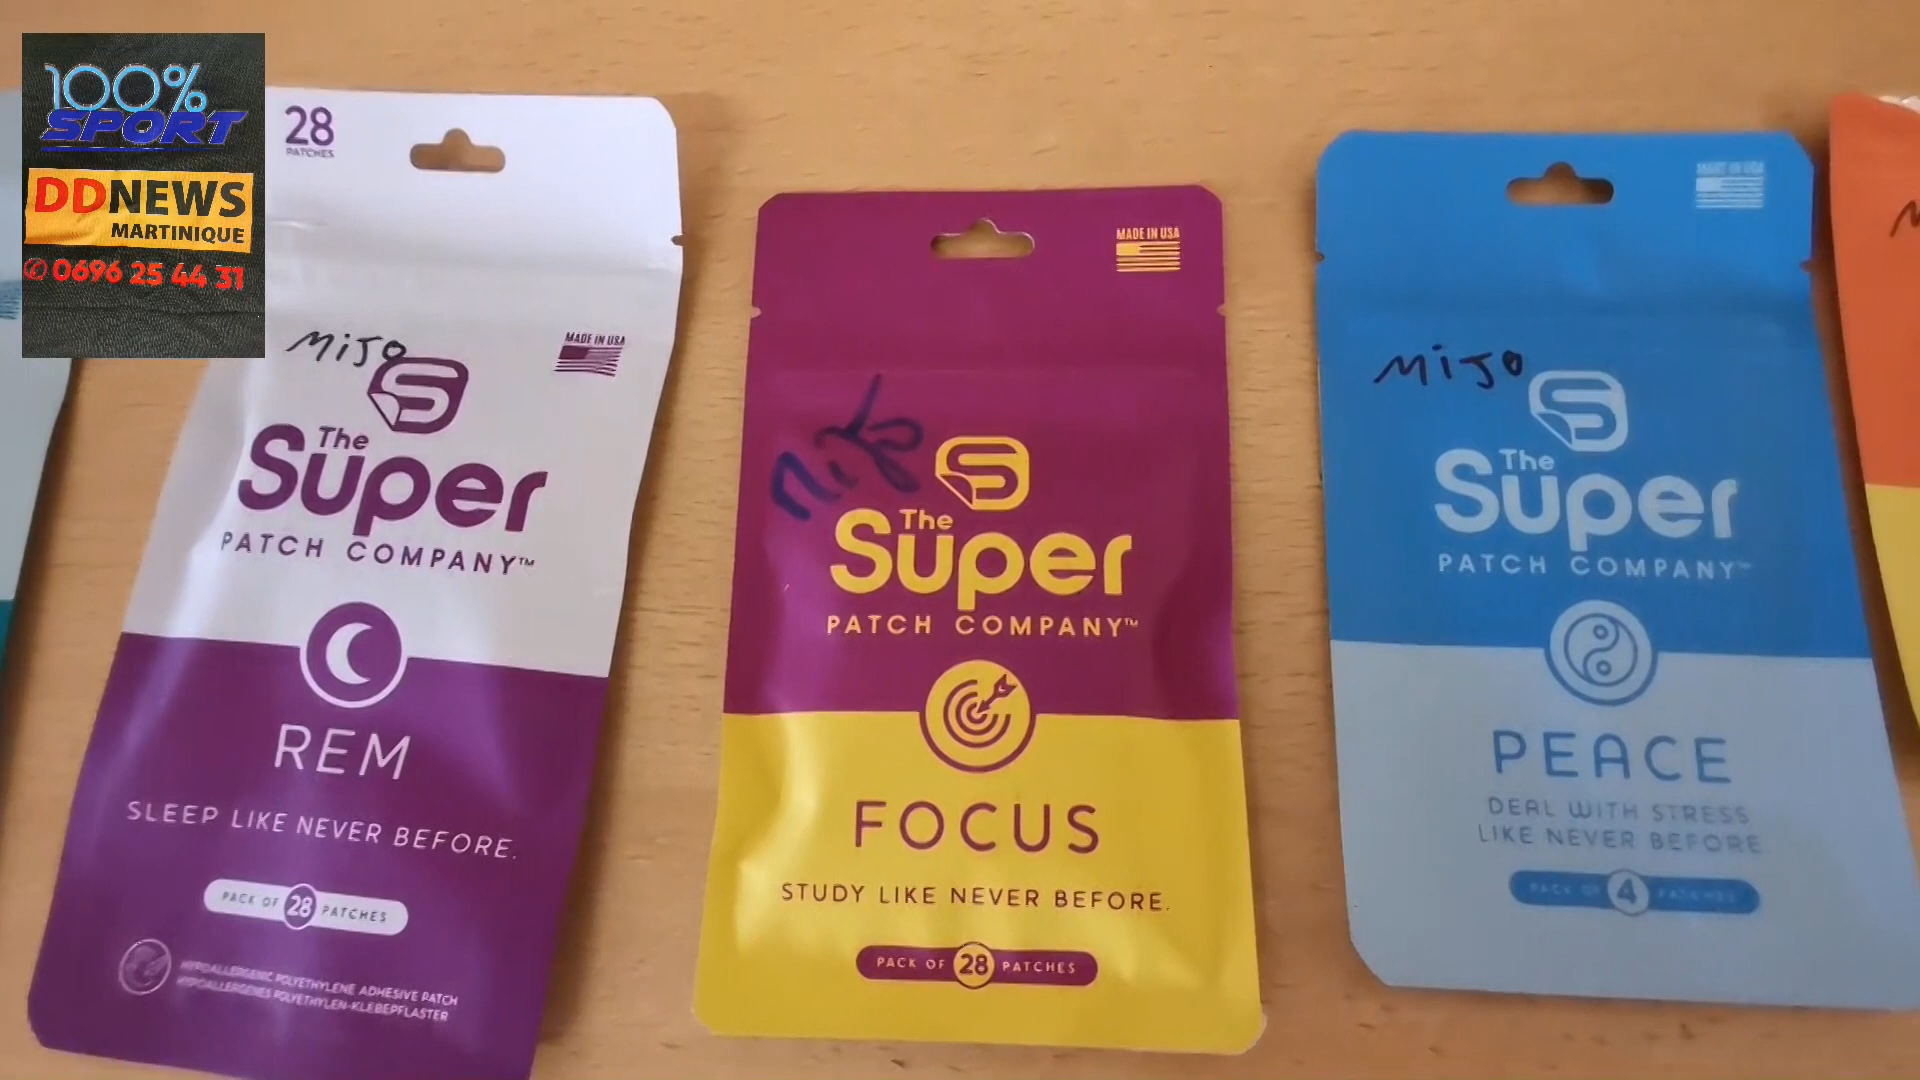 100%
SPORT
DDNEWS
MARTINIQUE
✆ 0696 25 44 31
28
PATCHES
MiJo
MADE IN USA
The
Super
PATCH COMPANY™
REM
SLEEP LIKE NEVER BEFORE.
PACK OF 28 PATCHES
HYPOALLERGENIC POLYETHYLENE ADHESIVE PATCH
HYPOALLERGENES POLYETHYLEN-KLEBEPFLASTER
MADE IN USA
Mijo
The
Super
PATCH COMPANY™
FOCUS
STUDY LIKE NEVER BEFORE.
PACK OF 28 PATCHES
MADE IN USA
MiJo
The
Super
PATCH COMPANY™
PEACE
DEAL WITH STRESS
LIKE NEVER BEFORE
PACK OF 4 PATCHES